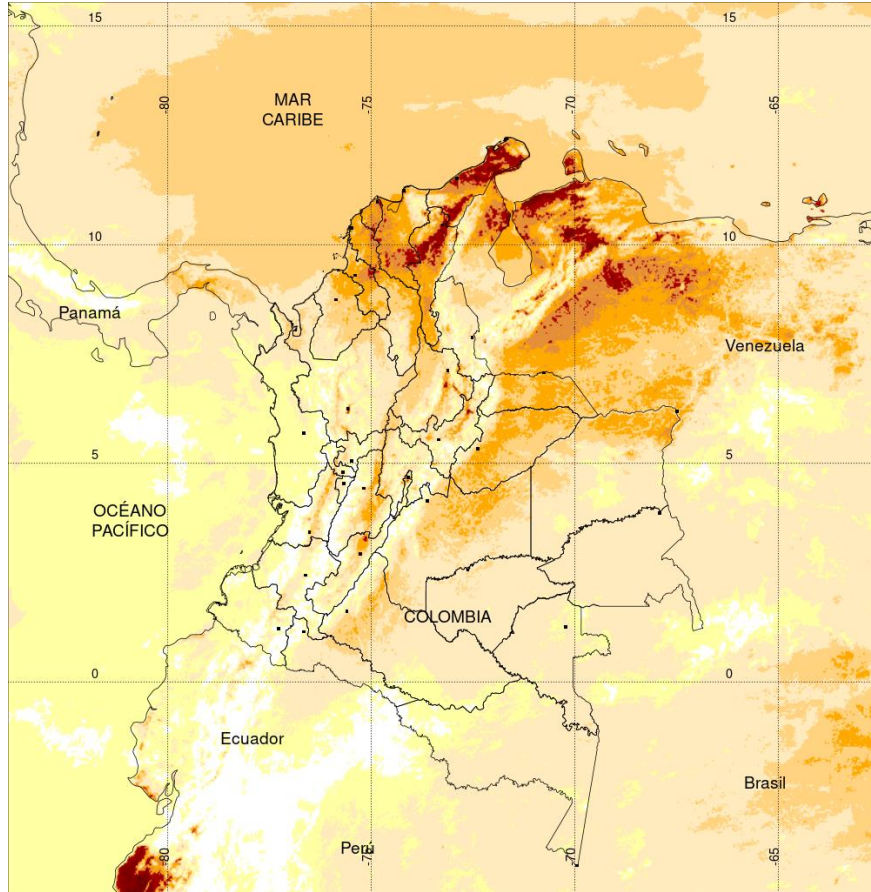 15
-80
-75
-70
-65
MAR
CARIBE
10
10
Panamá
Venezuela
5
5
OCÉANO
PACÍFICO
COLOMBIA
0
0
Ecuador
Brasil
Perú
-80
-75
-70
-65